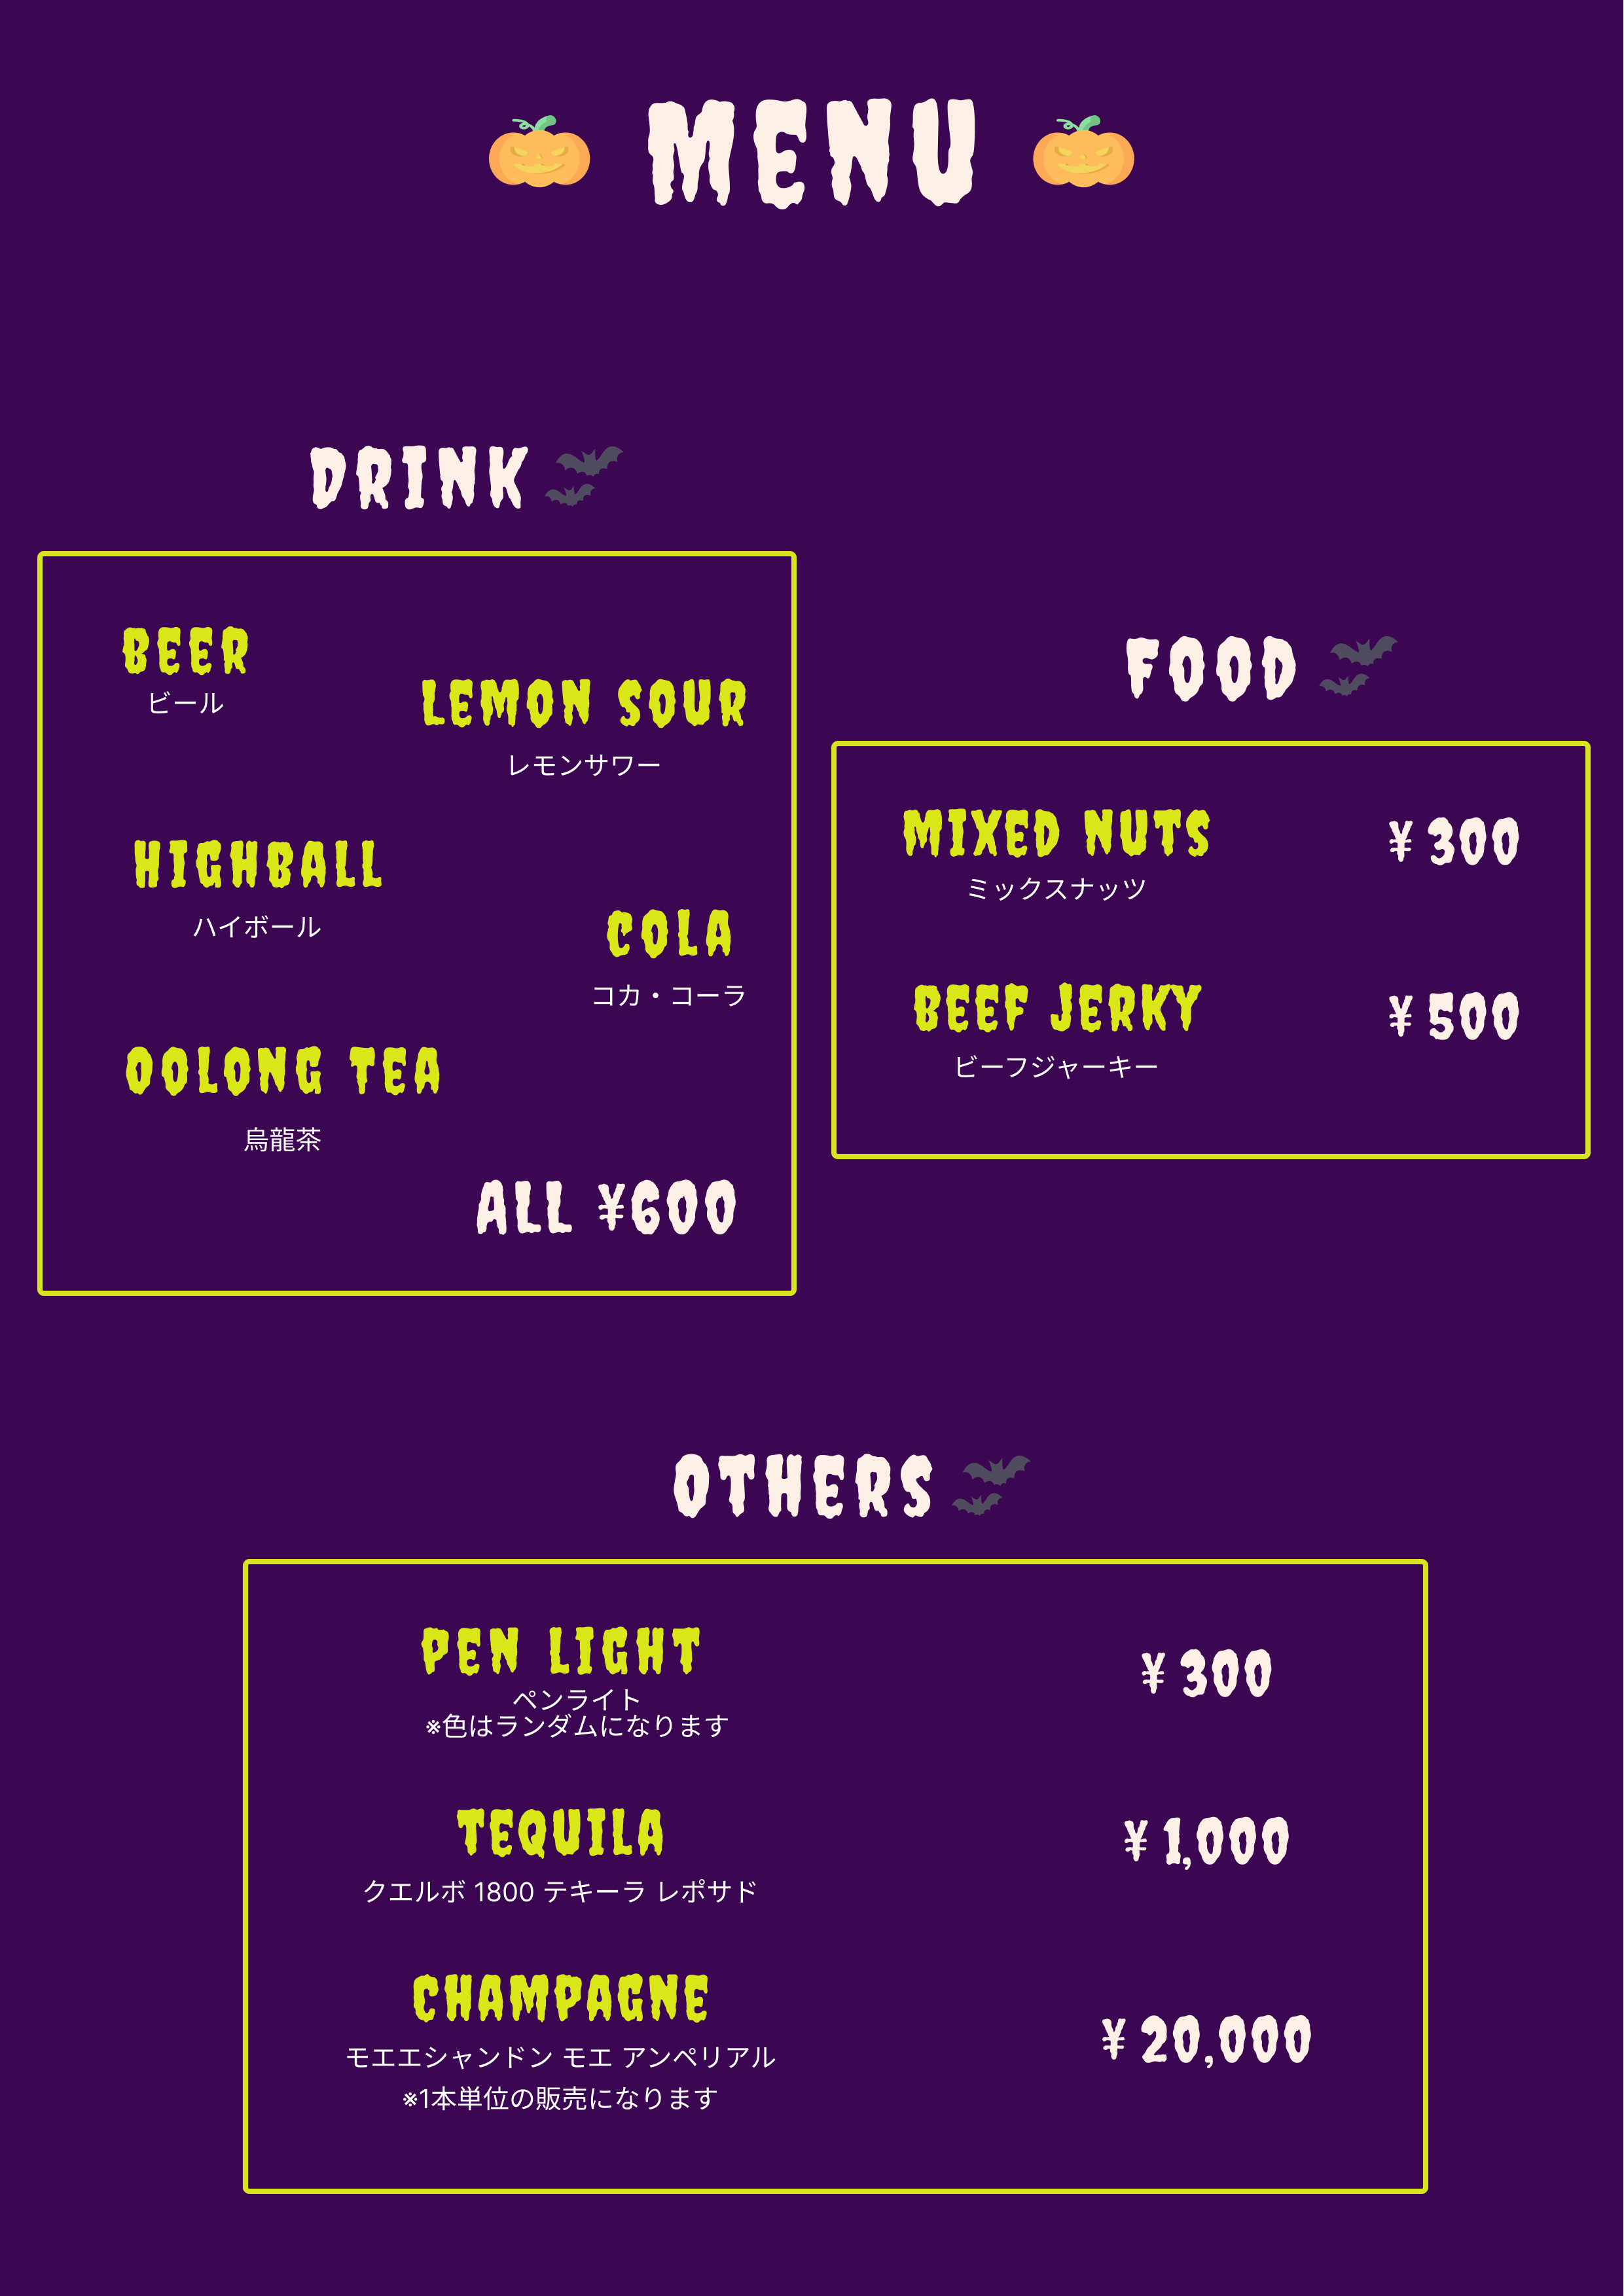 MENU
DRINK
BEER
ビール
LEMON SOUR
レモンサワー
HIGHBALL
ハイボール
COLA
コカ・コーラ
OOLONG TEA
烏龍茶
ALL ¥600
FOOD
MIXED NUTS ¥300
ミックスナッツ
BEEF JERKY ¥500
ビーフジャーキー
OTHERS
PEN LIGHT ¥300
ペンライト
※色はランダムになります
TEQUILA ¥1,000
クエルボ 1800 テキーラ レポサド
CHAMPAGNE ¥20,000
モエエシャンドン モエ アンペリアル
※1本単位の販売になります